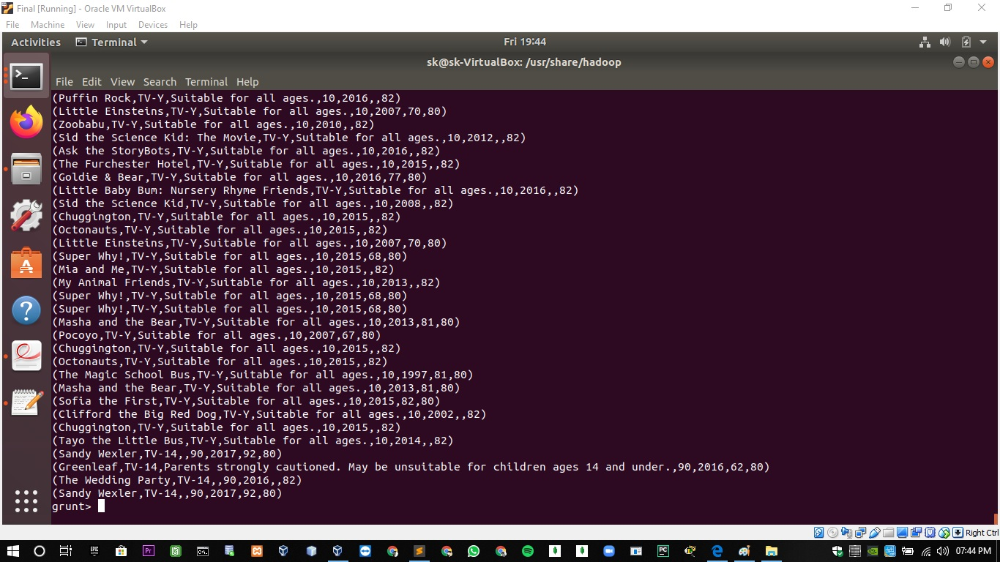 Final [Running] - Oracle VM VirtualBox
File Machine View Input Devices Help
Activities Terminal Fri 19:44
sk@sk-VirtualBox: /usr/share/hadoop
File Edit View Search Terminal Help
(Puffin Rock,TV-Y,Suitable for all ages.,10,2016,,82)
(Little Einsteins,TV-Y,Suitable for all ages.,10,2007,70,80)
(Zoobabu,TV-Y,Suitable for all ages.,10,2010,,82)
(Sid the Science Kid: The Movie,TV-Y,Suitable for all ages.,10,2012,,82)
(Ask the StoryBots,TV-Y,Suitable for all ages.,10,2016,,82)
(The Furchester Hotel,TV-Y,Suitable for all ages.,10,2015,,82)
(Goldie & Bear,TV-Y,Suitable for all ages.,10,2016,77,80)
(Little Baby Bum: Nursery Rhyme Friends,TV-Y,Suitable for all ages.,10,2016,,82)
(Sid the Science Kid,TV-Y,Suitable for all ages.,10,2008,,82)
(Chuggington,TV-Y,Suitable for all ages.,10,2015,,82)
(Octonauts,TV-Y,Suitable for all ages.,10,2015,,82)
(Little Einsteins,TV-Y,Suitable for all ages.,10,2007,70,80)
(Super Why!,TV-Y,Suitable for all ages.,10,2015,68,80)
(Mia and Me,TV-Y,Suitable for all ages.,10,2015,,82)
(My Animal Friends,TV-Y,Suitable for all ages.,10,2013,,82)
(Super Why!,TV-Y,Suitable for all ages.,10,2015,68,80)
(Super Why!,TV-Y,Suitable for all ages.,10,2015,68,80)
(Masha and the Bear,TV-Y,Suitable for all ages.,10,2013,81,80)
(Pocoyo,TV-Y,Suitable for all ages.,10,2007,67,80)
(Chuggington,TV-Y,Suitable for all ages.,10,2015,,82)
(Octonauts,TV-Y,Suitable for all ages.,10,2015,,82)
(The Magic School Bus,TV-Y,Suitable for all ages.,10,1997,81,80)
(Masha and the Bear,TV-Y,Suitable for all ages.,10,2013,81,80)
(Sofia the First,TV-Y,Suitable for all ages.,10,2015,82,80)
(Clifford the Big Red Dog,TV-Y,Suitable for all ages.,10,2002,,82)
(Chuggington,TV-Y,Suitable for all ages.,10,2015,,82)
(Tayo the Little Bus,TV-Y,Suitable for all ages.,10,2014,,82)
(Sandy Wexler,TV-14,,90,2017,92,80)
(Greenleaf,TV-14,Parents strongly cautioned. May be unsuitable for children ages 14 and under.,90,2016,62,80)
(The Wedding Party,TV-14,,90,2016,,82)
(Sandy Wexler,TV-14,,90,2017,92,80)
grunt>
Right Ctrl
EPIC Pr PC 07:44 PM